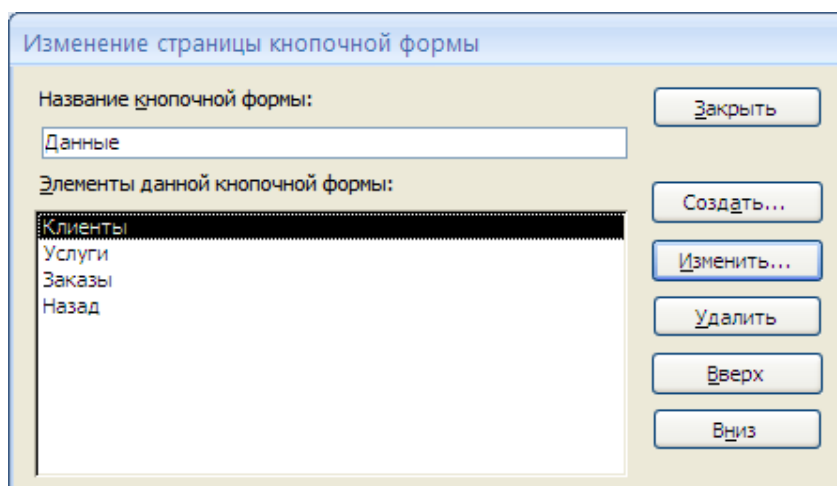 Изменение страницы кнопочной формы
Название кнопочной формы:
Закрыть
Данные
Элементы данной кнопочной формы:
Создать...
Клиенты
Услуги
Изменить...
Заказы
Назад
Удалить
Вверх
Вниз